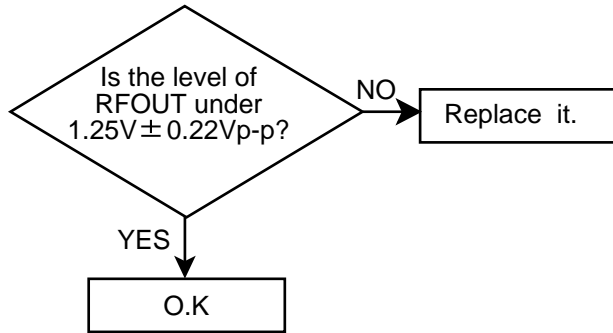 Is the level of
RFOUT under
1.25V±0.22Vp-p?
NO
Replace it.
YES
O.K